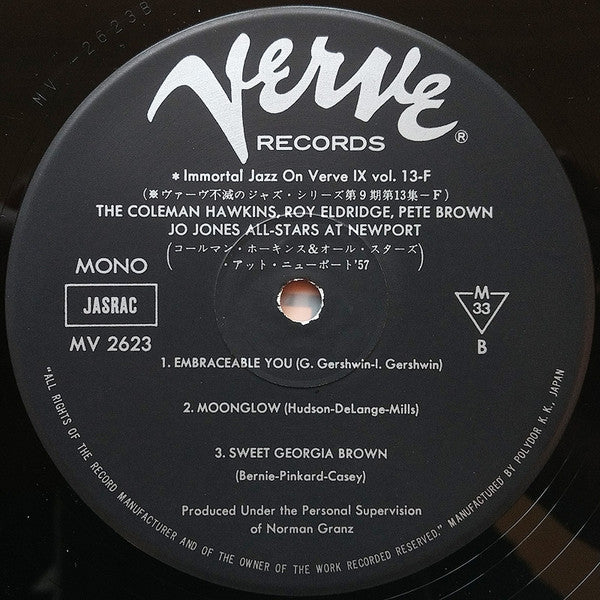 MV-2623B
Verve
RECORDS ®
* Immortal Jazz On Verve IX vol. 13-F
(※ヴァーヴ不滅のジャズ・シリーズ第9期第13集-F)
THE COLEMAN HAWKINS, ROY ELDRIDGE, PETE BROWN
JO JONES ALL-STARS AT NEWPORT
(コールマン・ホーキンス&オール・スターズ
・アット・ニューポート'57)
MONO
JASRAC
MV 2623
M
33
B
1. EMBRACEABLE YOU (G. Gershwin-I. Gershwin)
2. MOONGLOW (Hudson-DeLange-Mills)
3. SWEET GEORGIA BROWN
(Bernie-Pinkard-Casey)
Produced Under the Personal Supervision
of Norman Granz
"ALL RIGHTS OF THE RECORD MANUFACTURER AND OF THE OWNER OF THE WORK RECORDED RESERVED." MANUFACTURED BY POLYDOR K. K., JAPAN